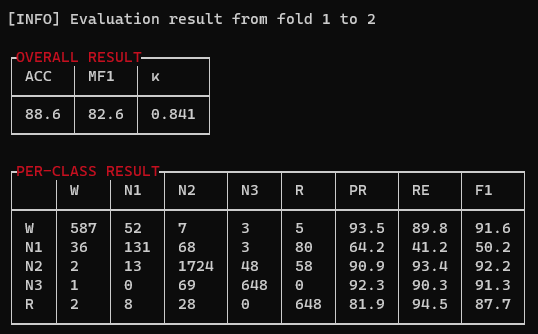 [INFO] Evaluation result from fold 1 to 2
OVERALL RESULT
ACC MF1 κ
88.6 82.6 0.841
PER-CLASS RESULT
W N1 N2 N3 R PR RE F1
W 587 52 7 3 5 93.5 89.8 91.6
N1 36 131 68 3 80 64.2 41.2 50.2
N2 2 13 1724 48 58 90.9 93.4 92.2
N3 1 0 69 648 0 92.3 90.3 91.3
R 2 8 28 0 648 81.9 94.5 87.7